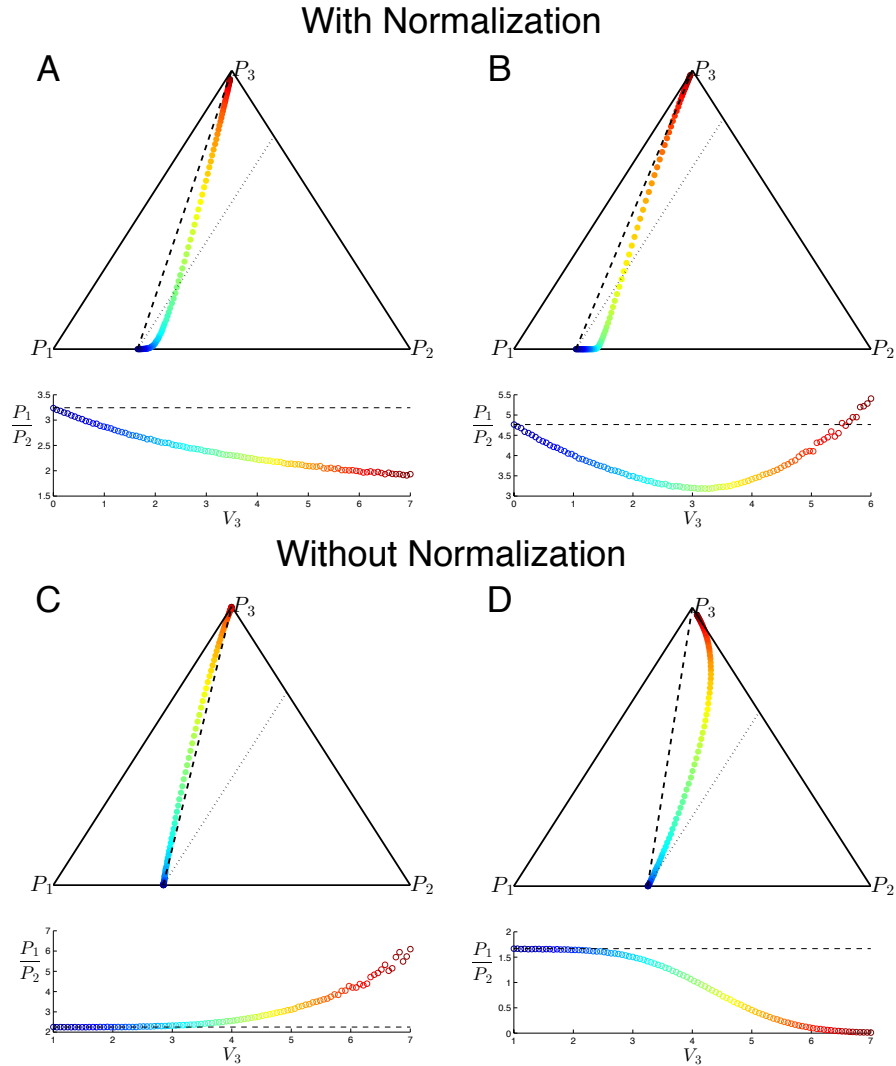 With Normalization
A
B
P3
P3
P1
P2
P1
P2
P1
P2
3.5
3
2.5
2
1.5
0 1 2 3 4 5 6 7
V3
P1
P2
5.5
5
4.5
4
3.5
3
0 1 2 3 4 5 6
V3
Without Normalization
C
D
P3
P3
P1
P2
P1
P2
P1
P2
7
6
5
4
3
2
1 2 3 4 5 6 7
V3
P1
P2
2
1.5
1
0.5
0
1 2 3 4 5 6 7
V3